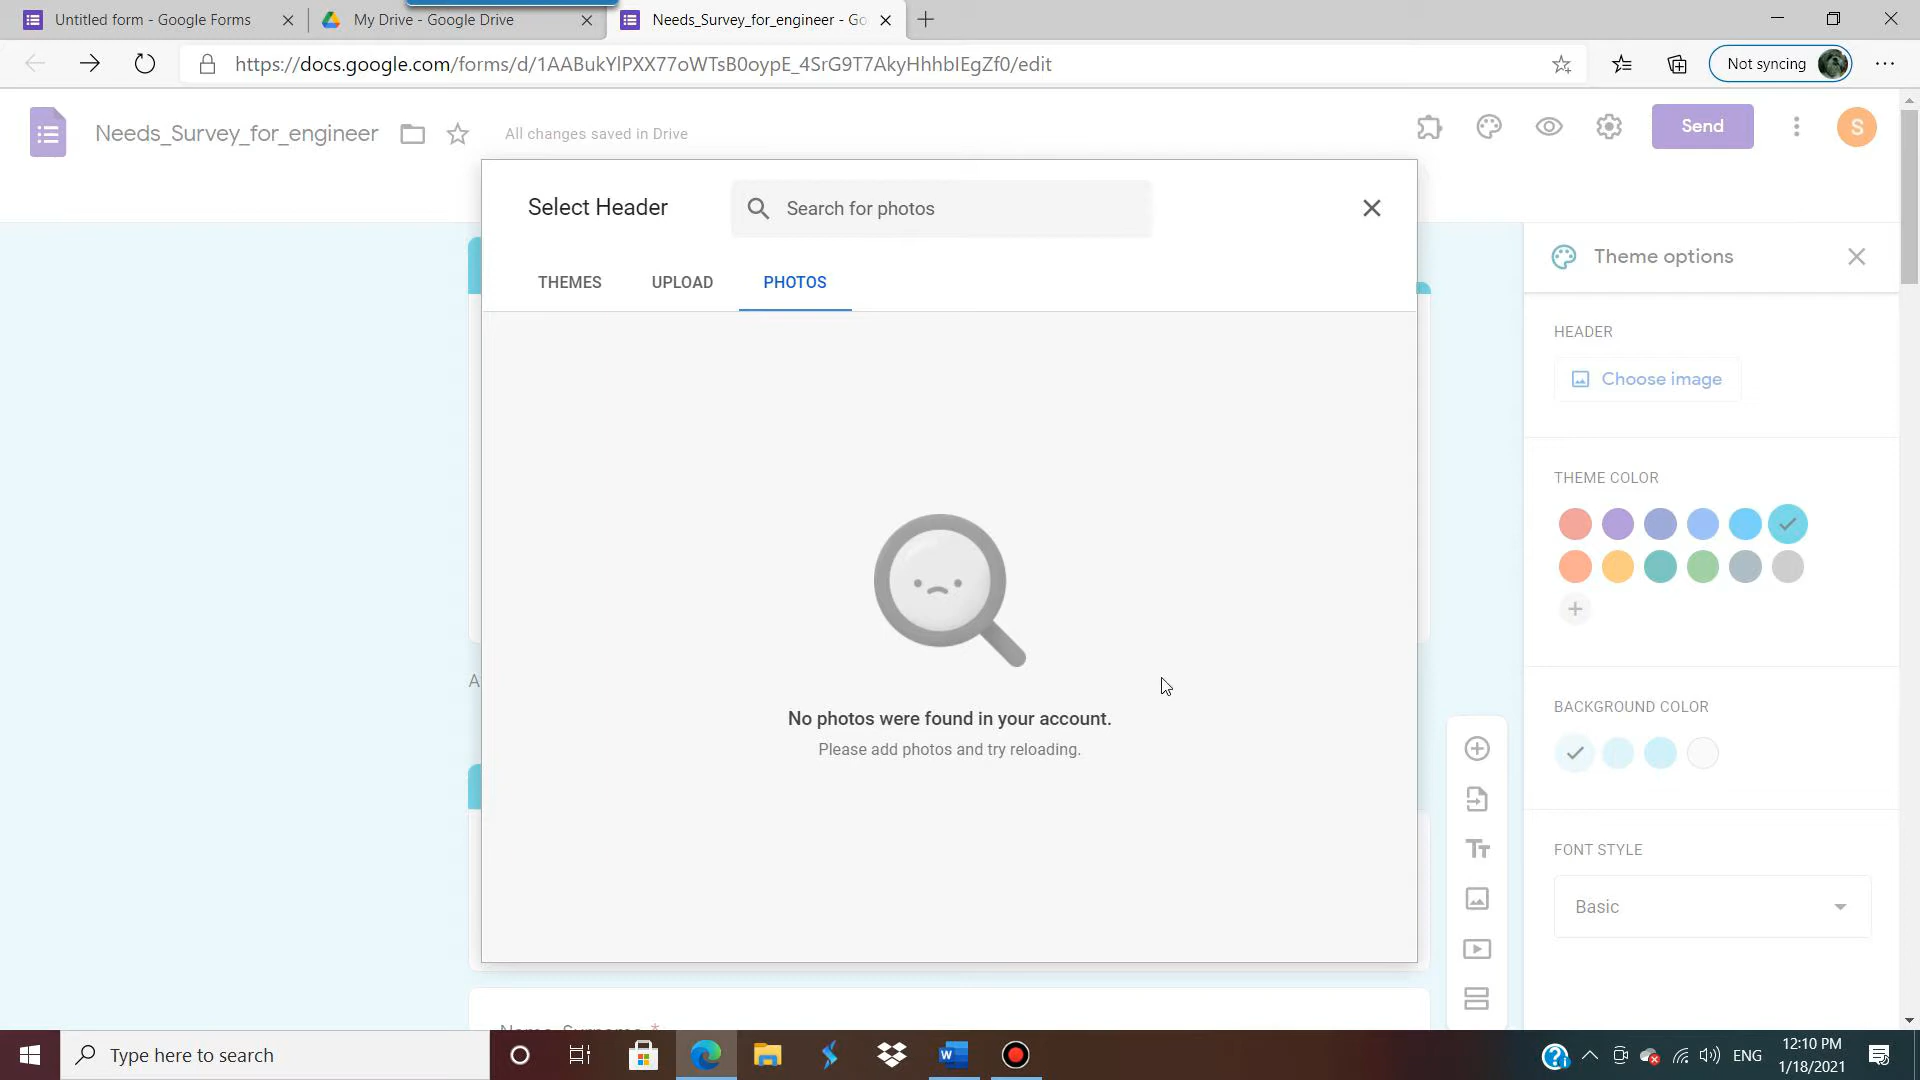 Untitled form - Google Forms
My Drive - Google Drive
Needs_Survey_for_engineer - Go
https://docs.google.com/forms/d/1AABukYlPXX77oWTsB0oypE_4SrG9T7AkyHhhbIEgZf0/edit
Not syncing
Needs_Survey_for_engineer
All changes saved in Drive
Send
S
Select Header
Search for photos
THEMES
UPLOAD
PHOTOS
No photos were found in your account.
Please add photos and try reloading.
Theme options
HEADER
Choose image
THEME COLOR
BACKGROUND COLOR
FONT STYLE
Basic
A
Name, Surname *
TT
Type here to search
W
ENG
12:10 PM
1/18/2021